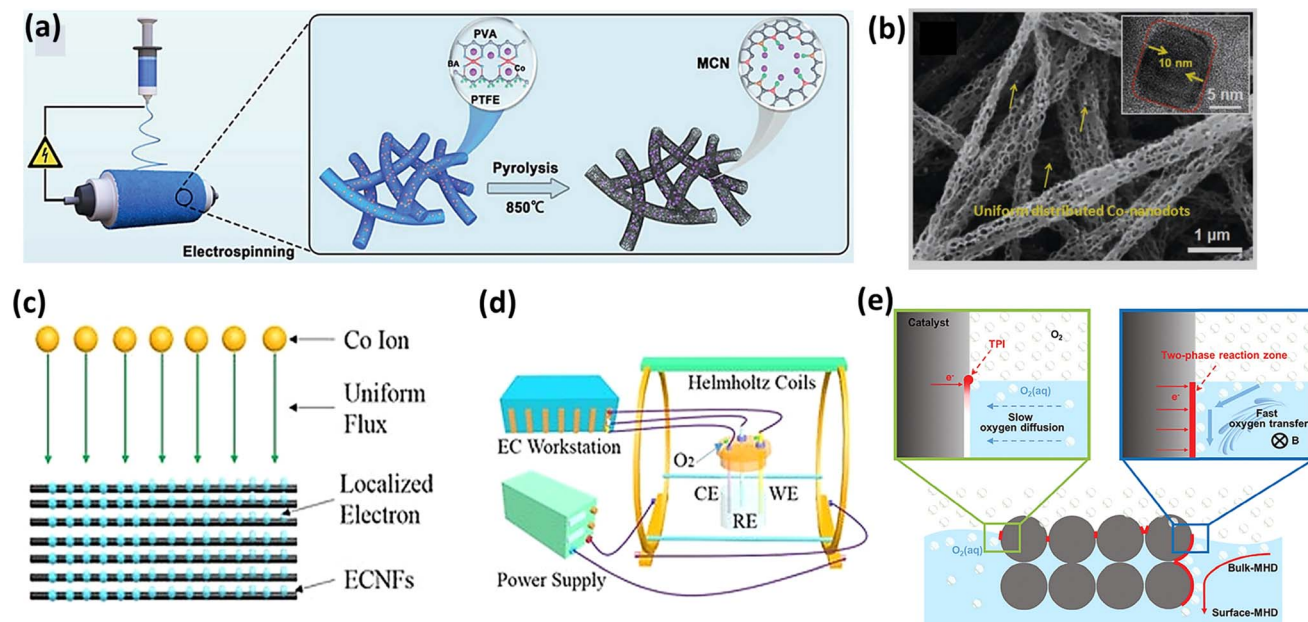 (a)
PVA
BA
Co
PTFE
MCN
Pyrolysis
850℃
Electrospinning
(b)
10 nm
5 nm
Uniform distributed Co-nanodots
1 μm
(c)
Co Ion
Uniform
Flux
Localized
Electron
ECNFs
(d)
Helmholtz Coils
EC Workstation
O₂
CE
WE
RE
Power Supply
(e)
Catalyst
O₂
TPI
e⁻
O₂(aq)
Slow
oxygen diffusion
Two-phase reaction zone
e⁻
Fast
oxygen transfer
B
O₂(aq)
Bulk-MHD
Surface-MHD